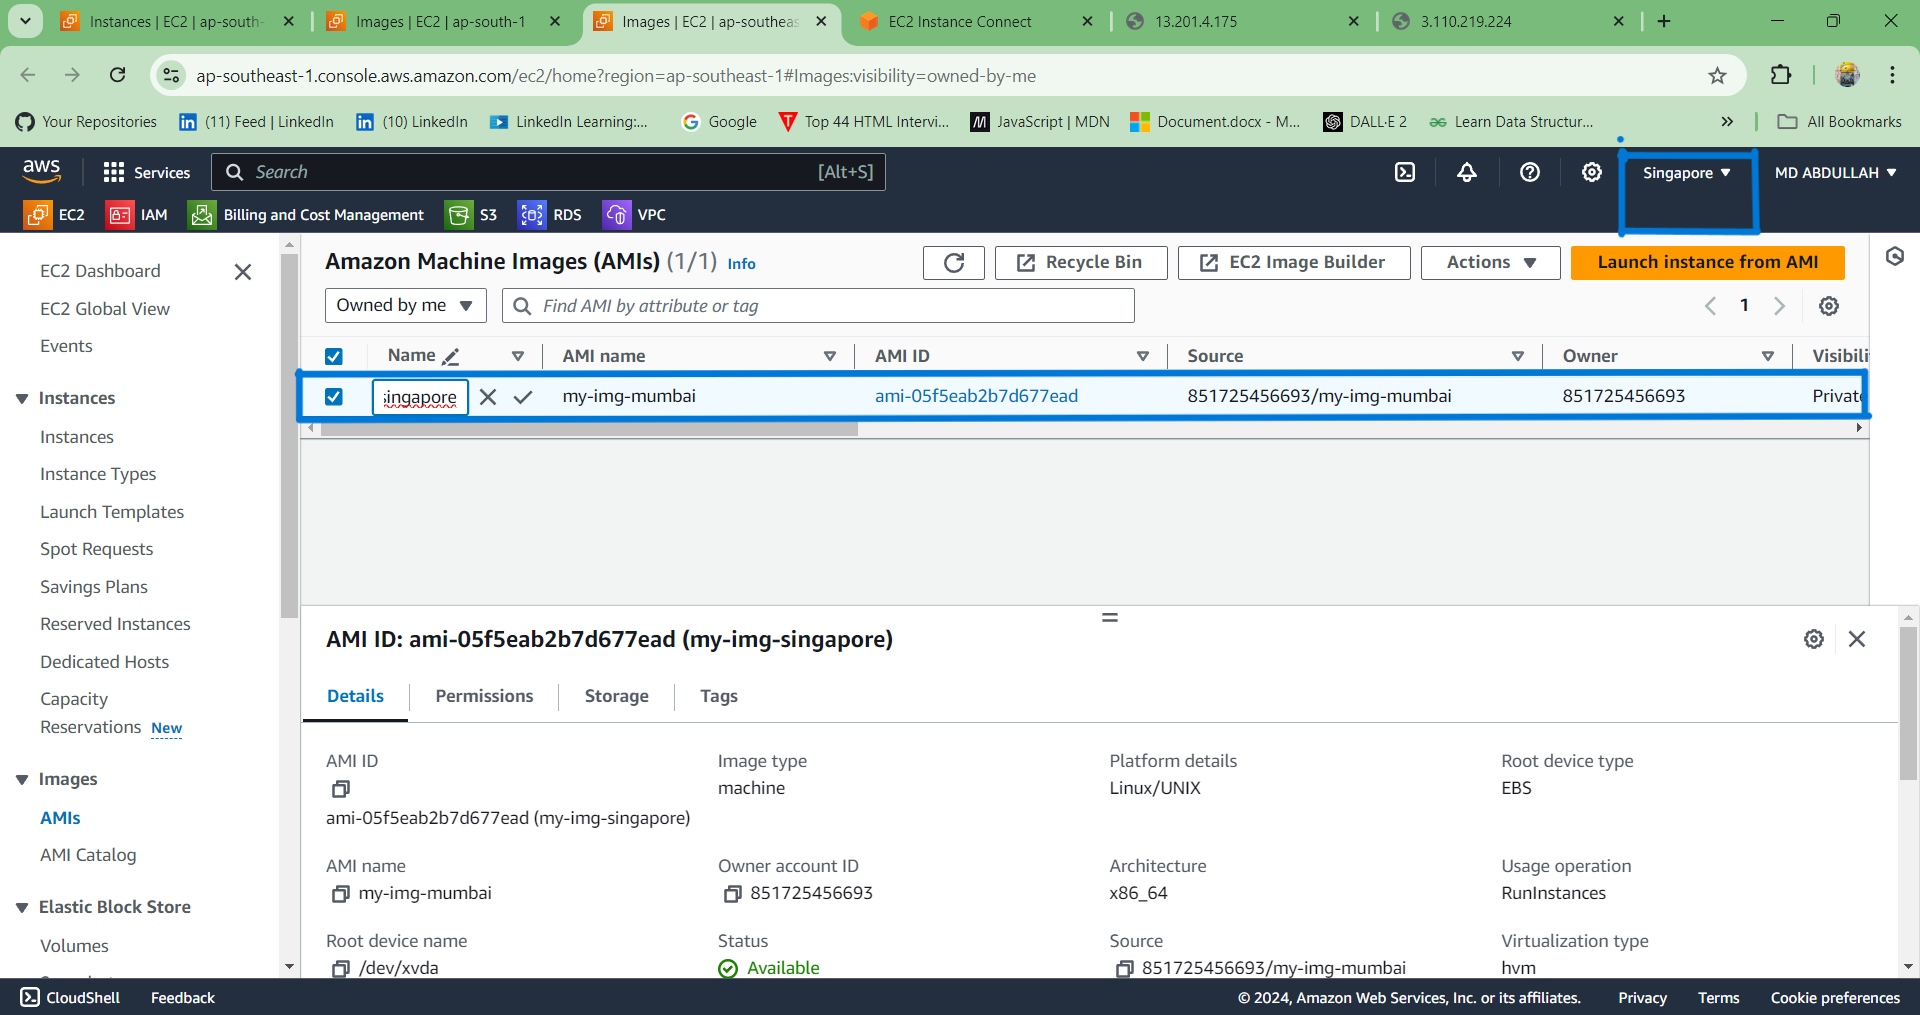 Instances | EC2 | ap-south-
Images | EC2 | ap-south-1
Images | EC2 | ap-southeas
EC2 Instance Connect
13.201.4.175
3.110.219.224
ap-southeast-1.console.aws.amazon.com/ec2/home?region=ap-southeast-1#Images:visibility=owned-by-me
Your Repositories
(11) Feed | LinkedIn
(10) LinkedIn
LinkedIn Learning:...
Google
Top 44 HTML Intervi...
JavaScript | MDN
Document.docx - M...
DALL·E 2
Learn Data Structur...
All Bookmarks
aws
Services
Search
[Alt+S]
Singapore
MD ABDULLAH
EC2
IAM
Billing and Cost Management
S3
RDS
VPC
EC2 Dashboard
EC2 Global View
Events
Instances
Instances
Instance Types
Launch Templates
Spot Requests
Savings Plans
Reserved Instances
Dedicated Hosts
Capacity
Reservations New
Images
AMIs
AMI Catalog
Elastic Block Store
Volumes
Amazon Machine Images (AMIs) (1/1) Info
Recycle Bin
EC2 Image Builder
Actions
Launch instance from AMI
Owned by me
Find AMI by attribute or tag
1
Name
AMI name
AMI ID
Source
Owner
Visibili
singapore
my-img-mumbai
ami-05f5eab2b7d677ead
851725456693/my-img-mumbai
851725456693
Private
AMI ID: ami-05f5eab2b7d677ead (my-img-singapore)
Details
Permissions
Storage
Tags
AMI ID
ami-05f5eab2b7d677ead (my-img-singapore)
Image type
machine
Platform details
Linux/UNIX
Root device type
EBS
AMI name
my-img-mumbai
Owner account ID
851725456693
Architecture
x86_64
Usage operation
RunInstances
Root device name
/dev/xvda
Status
Available
Source
851725456693/my-img-mumbai
Virtualization type
hvm
CloudShell
Feedback
© 2024, Amazon Web Services, Inc. or its affiliates.
Privacy
Terms
Cookie preferences